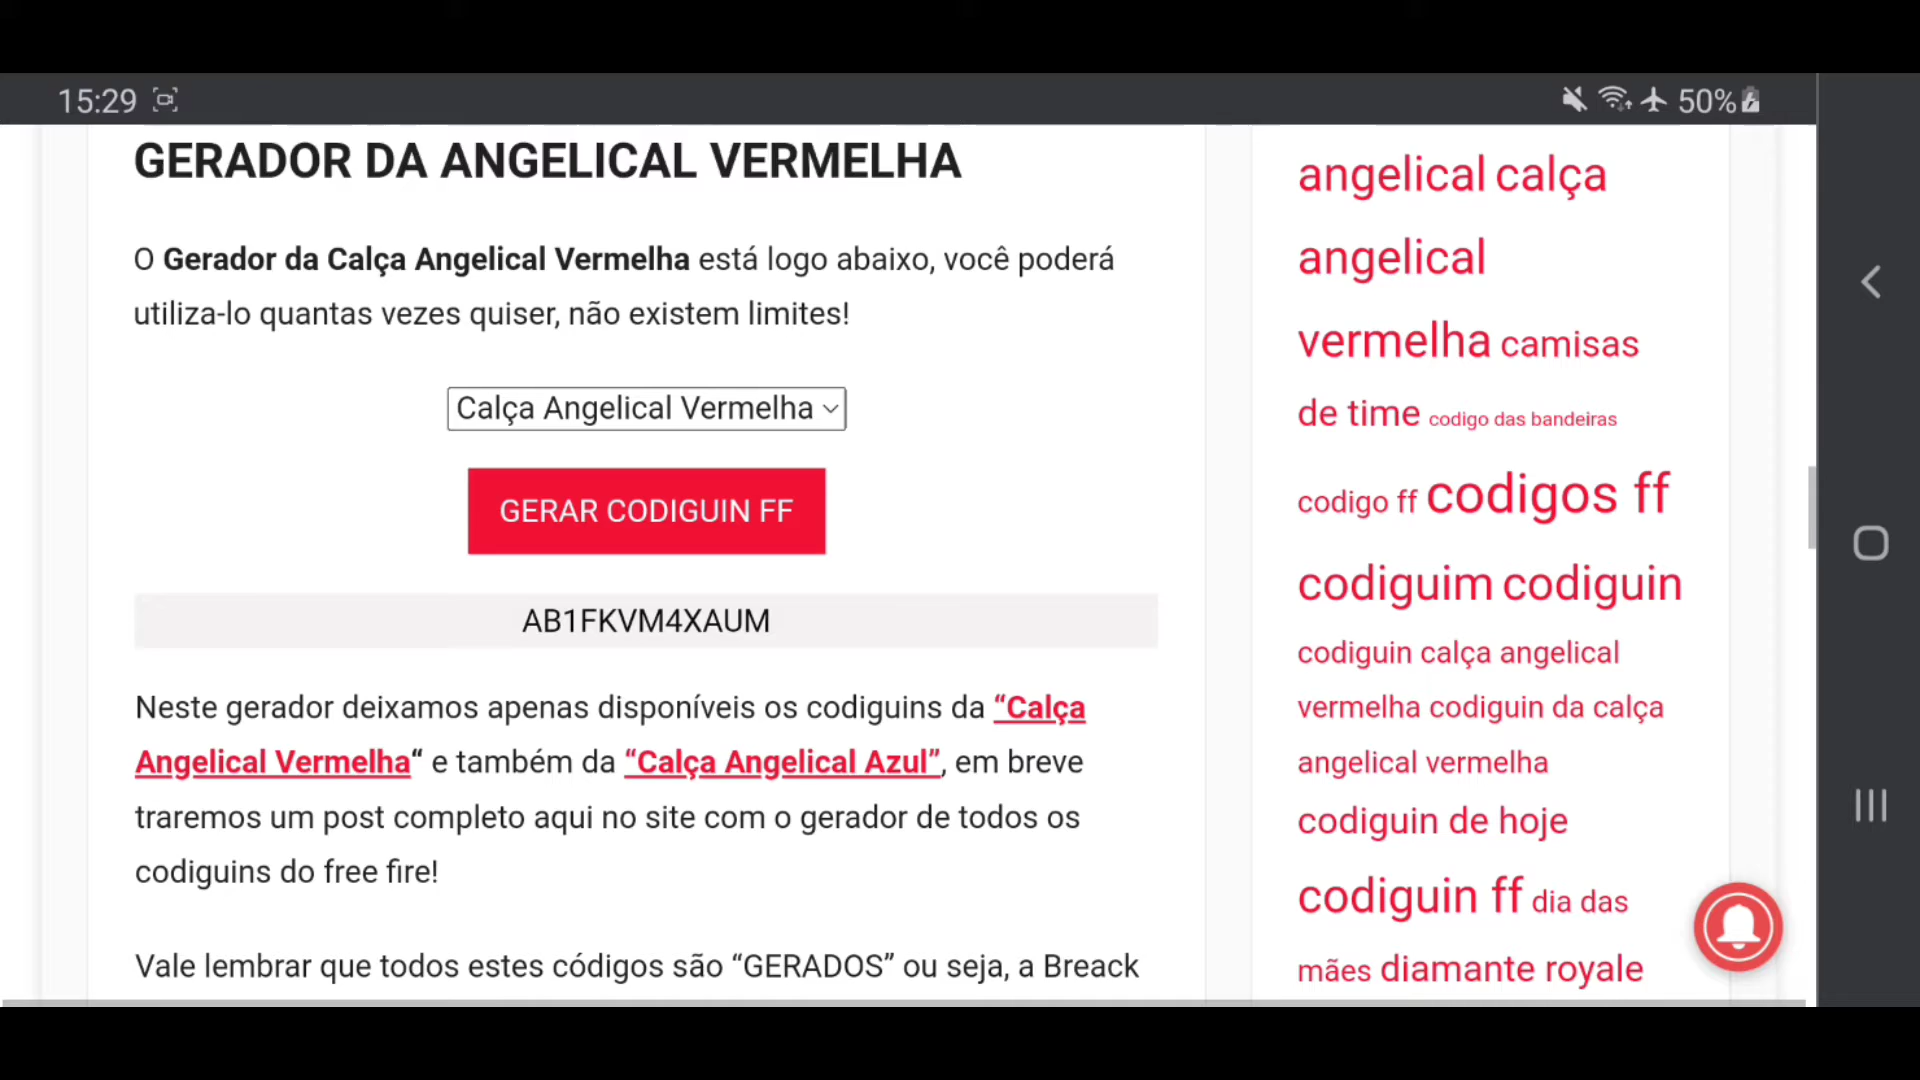 15:29
50%
GERADOR DA ANGELICAL VERMELHA
O Gerador da Calça Angelical Vermelha está logo abaixo, você poderá
utiliza-lo quantas vezes quiser, não existem limites!
Calça Angelical Vermelha
GERAR CODIGUIN FF
AB1FKVM4XAUM
Neste gerador deixamos apenas disponíveis os codiguins da “Calça
Angelical Vermelha“ e também da “Calça Angelical Azul”, em breve
traremos um post completo aqui no site com o gerador de todos os
codiguins do free fire!
Vale lembrar que todos estes códigos são “GERADOS” ou seja, a Breack
angelical calça
angelical
vermelha camisas
de time codigo das bandeiras
codigo ff codigos ff
codiguim codiguin
codiguin calça angelical
vermelha codiguin da calça
angelical vermelha
codiguin de hoje
codiguin ff dia das
mães diamante royale